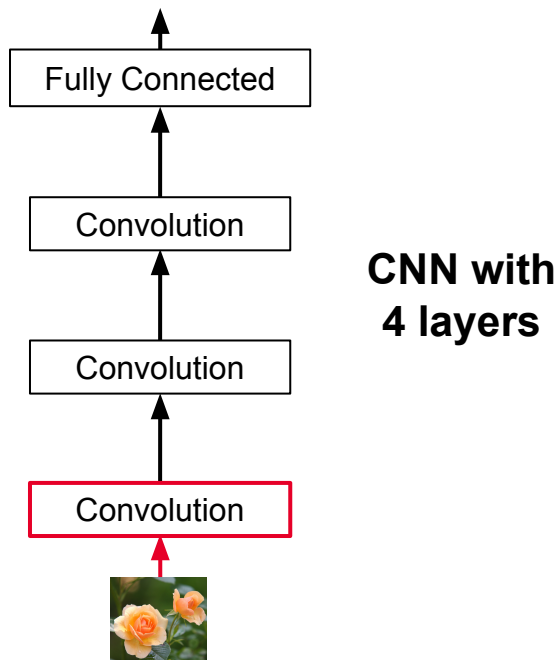 Fully Connected
Convolution
CNN with
4 layers
Convolution
Convolution